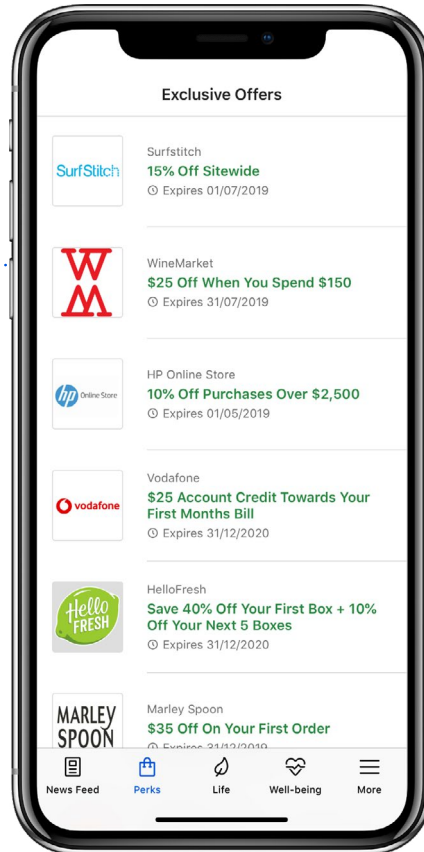 Exclusive Offers
SurfStitch
Surfstitch
15% Off Sitewide
Expires 01/07/2019
WM
WineMarket
$25 Off When You Spend $150
Expires 31/07/2019
hp Online Store
HP Online Store
10% Off Purchases Over $2,500
Expires 01/05/2019
vodafone
Vodafone
$25 Account Credit Towards Your
First Months Bill
Expires 31/12/2020
Hello
FRESH
HelloFresh
Save 40% Off Your First Box + 10%
Off Your Next 5 Boxes
Expires 31/12/2020
MARLEY
SPOON
Marley Spoon
$35 Off On Your First Order
Expires 31/12/2019
News Feed
Perks
Life
Well-being
More